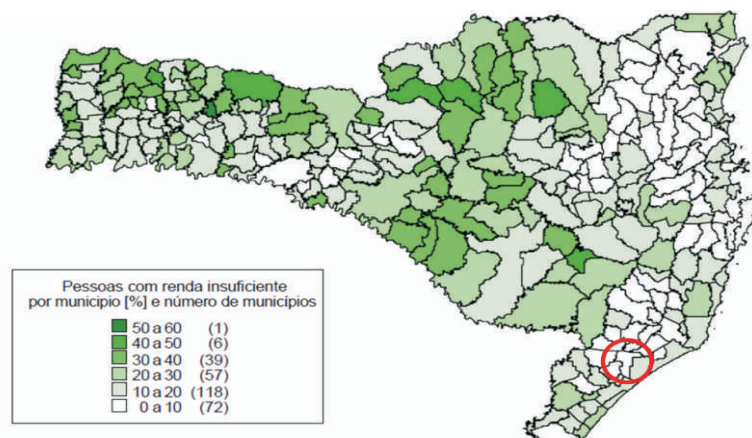 Pessoas com renda insuficiente
por municipio [%] e número de municípios
50 a 60 (1)
40 a 50 (6)
30 a 40 (39)
20 a 30 (57)
10 a 20 (118)
0 a 10 (72)